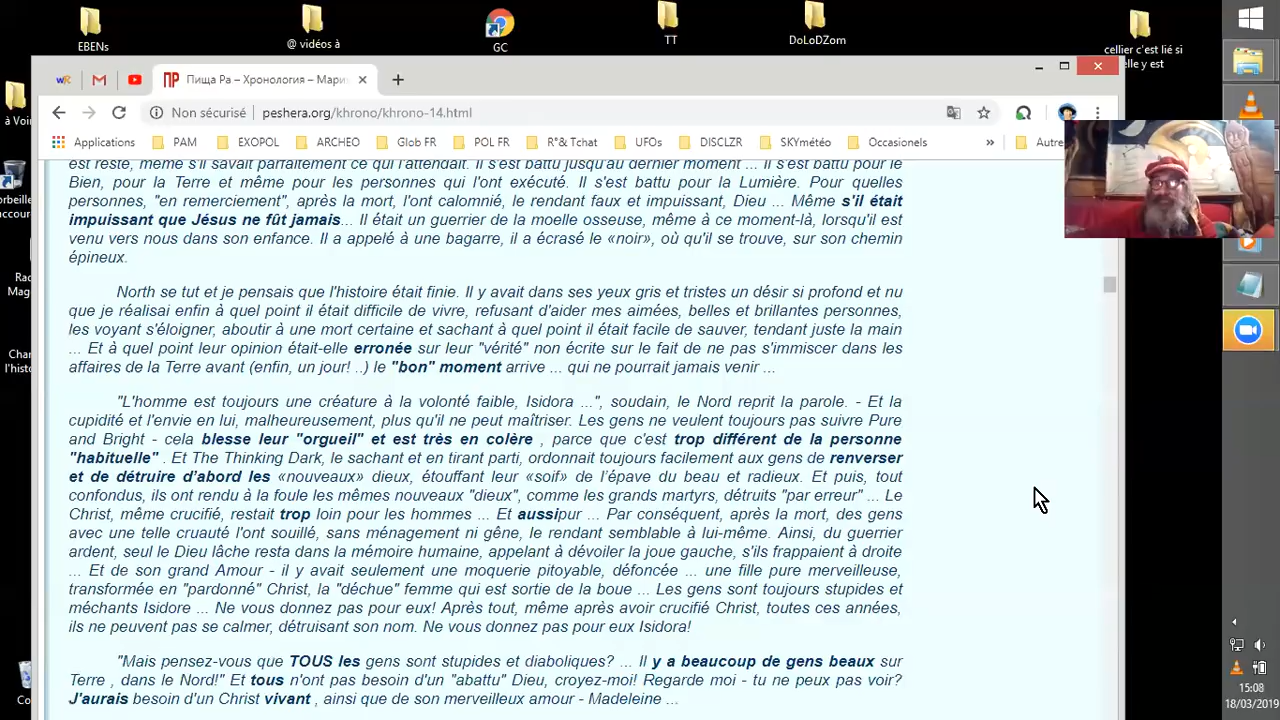 EBENs
@ vidéos à
GC
TT
DoLoDZom
cellier c'est lié si
elle y est
Пища Ра – Хронология – Мари
Non sécurisé
peshera.org/khrono/khrono-14.html
Applications PAM EXOPOL ARCHEO Glob FR POL FR R*& Tchat UFOs DISCLZR SKYmétéo Occasionels » Autre
est resté, même s'il savait parfaitement ce qui l'attendait. Il s'est battu jusqu'au dernier moment ... Il s'est battu pour le
Bien, pour la Terre et même pour les personnes qui l'ont exécuté. Il s'est battu pour la Lumière. Pour quelles
personnes, "en remerciement", après la mort, l'ont calomnié, le rendant faux et impuissant, Dieu ... Même s'il était
impuissant que Jésus ne fût jamais... Il était un guerrier de la moelle osseuse, même à ce moment-là, lorsqu'il est
venu vers nous dans son enfance. Il a appelé à une bagarre, il a écrasé le «noir», où qu'il se trouve, sur son chemin
épineux.
North se tut et je pensais que l'histoire était finie. Il y avait dans ses yeux gris et tristes un désir si profond et nu
que je réalisai enfin à quel point il était difficile de vivre, refusant d'aider mes aimées, belles et brillantes personnes,
les voyant s'éloigner, aboutir à une mort certaine et sachant à quel point il était facile de sauver, tendant juste la main
... Et à quel point leur opinion était-elle erronée sur leur "vérité" non écrite sur le fait de ne pas s'immiscer dans les
affaires de la Terre avant (enfin, un jour! ..) le "bon" moment arrive ... qui ne pourrait jamais venir ...
"L'homme est toujours une créature à la volonté faible, Isidora ...", soudain, le Nord reprit la parole. - Et la
cupidité et l'envie en lui, malheureusement, plus qu'il ne peut maîtriser. Les gens ne veulent toujours pas suivre Pure
and Bright - cela blesse leur "orgueil" et est très en colère , parce que c'est trop différent de la personne
"habituelle" . Et The Thinking Dark, le sachant et en tirant parti, ordonnait toujours facilement aux gens de renverser
et de détruire d'abord les «nouveaux» dieux, étouffant leur «soif» de l'épave du beau et radieux. Et puis, tout
confondus, ils ont rendu à la foule les mêmes nouveaux "dieux", comme les grands martyrs, détruits "par erreur" ... Le
Christ, même crucifié, restait trop loin pour les hommes ... Et aussipur ... Par conséquent, après la mort, des gens
avec une telle cruauté l'ont souillé, sans ménagement ni gêne, le rendant semblable à lui-même. Ainsi, du guerrier
ardent, seul le Dieu lâche resta dans la mémoire humaine, appelant à dévoiler la joue gauche, s'ils frappaient à droite
... Et de son grand Amour - il y avait seulement une moquerie pitoyable, défoncée ... une fille pure merveilleuse,
transformée en "pardonné" Christ, la "déchue" femme qui est sortie de la boue ... Les gens sont toujours stupides et
méchants Isidore ... Ne vous donnez pas pour eux! Après tout, même après avoir crucifié Christ, toutes ces années,
ils ne peuvent pas se calmer, détruisant son nom. Ne vous donnez pas pour eux Isidora!
"Mais pensez-vous que TOUS les gens sont stupides et diaboliques? ... Il y a beaucoup de gens beaux sur
Terre , dans le Nord!" Et tous n'ont pas besoin d'un "abattu" Dieu, croyez-moi! Regarde moi - tu ne peux pas voir?
J'aurais besoin d'un Christ vivant , ainsi que de son merveilleux amour - Madeleine ...
à Voir
15:08
18/03/2019